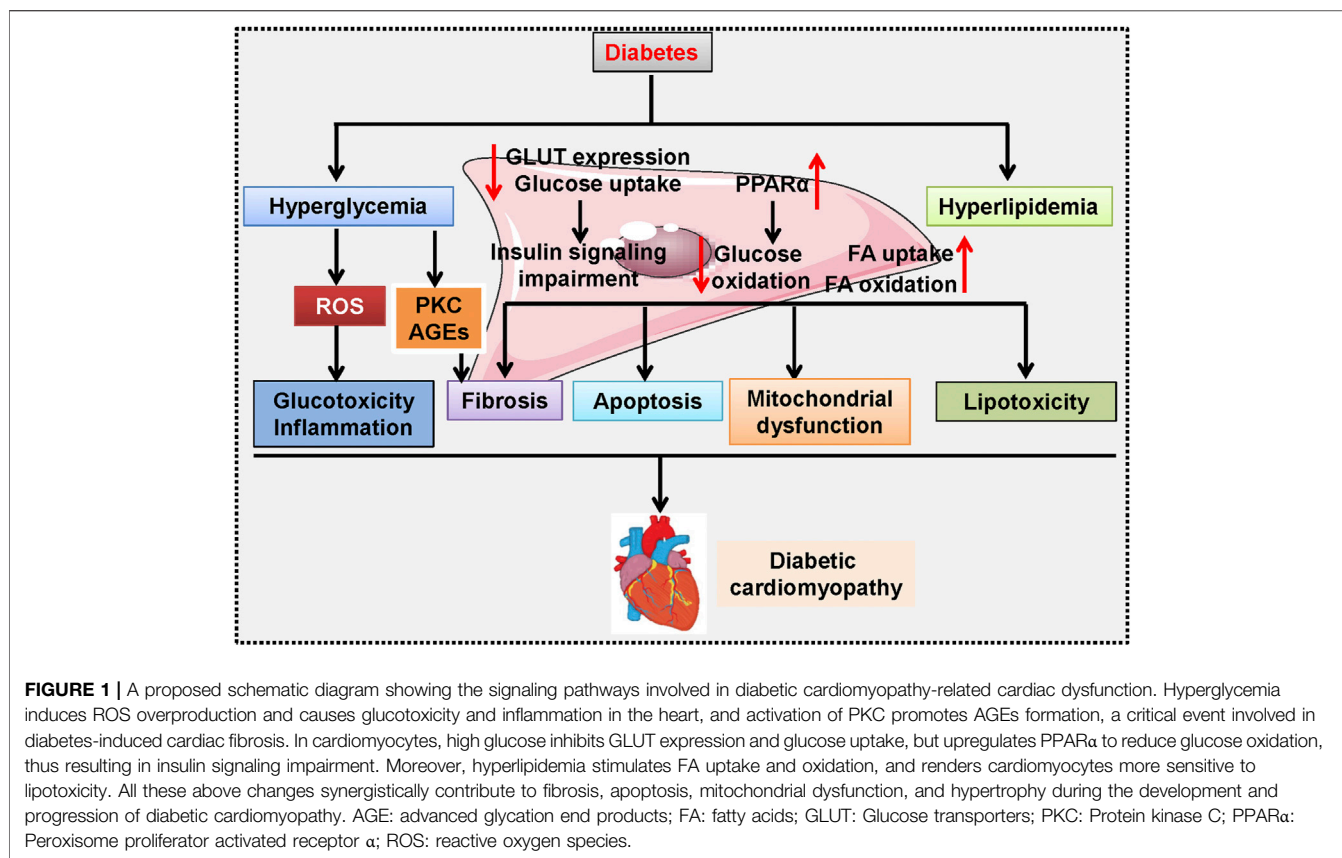 Diabetes
GLUT expression
Glucose uptake
PPARα
Hyperglycemia
Hyperlipidemia
Insulin signaling
impairment
Glucose
oxidation
FA uptake
FA oxidation
ROS
PKC
AGEs
Glucotoxicity
Inflammation
Fibrosis
Apoptosis
Mitochondrial
dysfunction
Lipotoxicity
Diabetic
cardiomyopathy
FIGURE 1 | A proposed schematic diagram showing the signaling pathways involved in diabetic cardiomyopathy-related cardiac dysfunction. Hyperglycemia
induces ROS overproduction and causes glucotoxicity and inflammation in the heart, and activation of PKC promotes AGEs formation, a critical event involved in
diabetes-induced cardiac fibrosis. In cardiomyocytes, high glucose inhibits GLUT expression and glucose uptake, but upregulates PPARα to reduce glucose oxidation,
thus resulting in insulin signaling impairment. Moreover, hyperlipidemia stimulates FA uptake and oxidation, and renders cardiomyocytes more sensitive to
lipotoxicity. All these above changes synergistically contribute to fibrosis, apoptosis, mitochondrial dysfunction, and hypertrophy during the development and
progression of diabetic cardiomyopathy. AGE: advanced glycation end products; FA: fatty acids; GLUT: Glucose transporters; PKC: Protein kinase C; PPARα:
Peroxisome proliferator activated receptor α; ROS: reactive oxygen species.